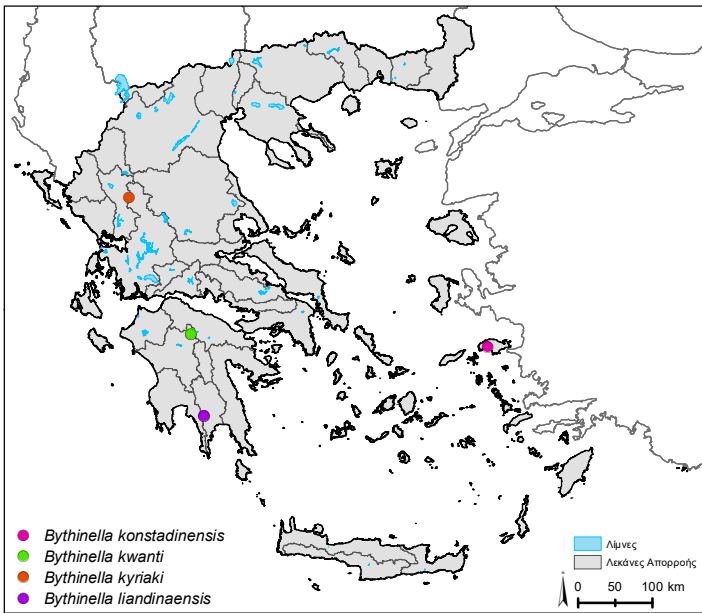 Bythinella konstadinensis
Bythinella kwanti
Bythinella kyriaki
Bythinella liandinaensis
Λίμνες
Λεκάνες Απορροής
0 50 100 km